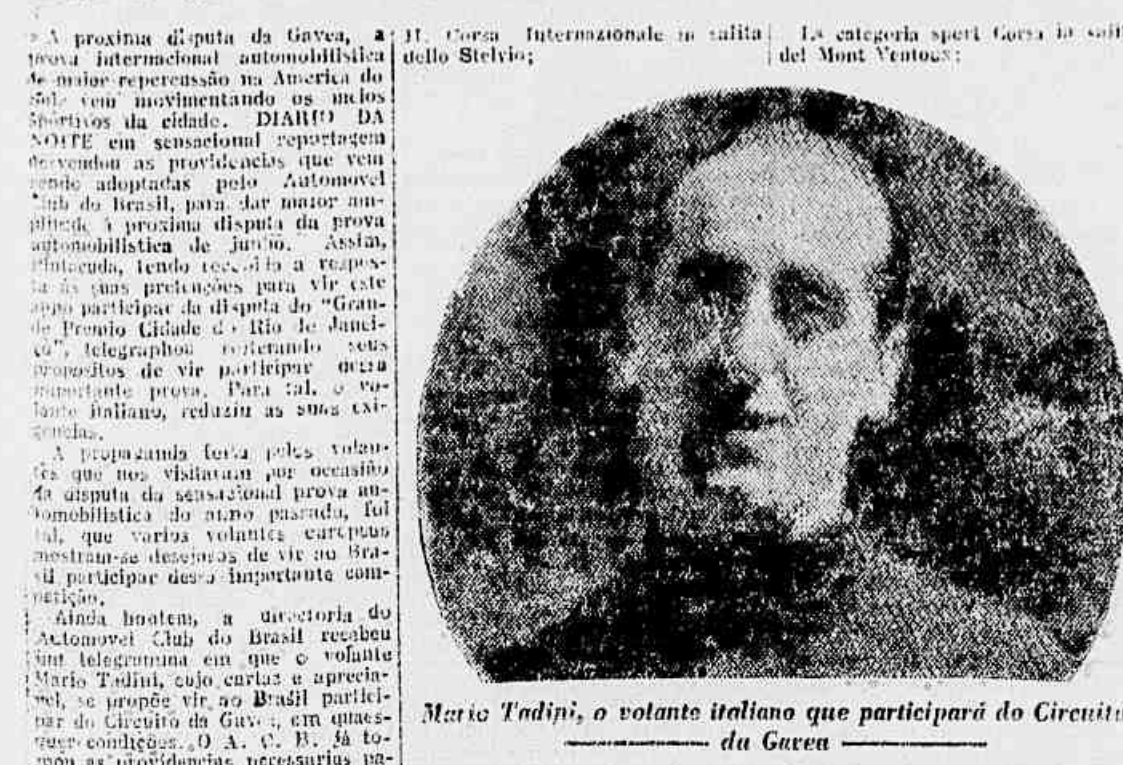 A proxima disputa da Gavea, a
prova internacional automobilistica
de maior repercussão na America do
Sul, vem movimentando os meios
sportivos da cidade. DIARIO DA
NOITE em sensacional reportagem
desvendou as providencias que vem
sendo adoptadas pelo Automovel
Club do Brasil, para dar maior am-
plitude á proxima disputa da prova
automobilistica de junho. Assim,
Pintacuda, tendo recebido a respos-
ta ás suas pretenções para vir este
anno participar da disputa do "Gran-
de Premio Cidade do Rio de Janei-
ro", telegraphou reiterando seus
propositos de vir participar nessa
importante prova. Para tal, o vo-
lante italiano, reduziu as suas exi-
gencias.
A propaganda feita pelos volan-
tes que nos visitaram por occasião
da disputa da sensacional prova au-
tomobilistica do anno passado, foi
tal, que varios volantes europeus
mostram-se desejosos de vir ao Bra-
sil participar dessa importante com-
petição.
Ainda hontem, a directoria do
Automovel Club do Brasil recebeu
um telegramma em que o volante
Mario Tadini, cujo cartaz e aprecia-
vel, se propõe vir ao Brasil partici-
par do Circuito da Gavea, em quaes-
quer condições. O A. C. B. já to-
mou as providencias necessarias pa-
II. Corsa Internazionale in salita
dello Stelvio;
La categoria sport Corsa in salit
del Mont Ventoux;
Mario Tadini, o volante italiano que participará do Circuito
da Gavea